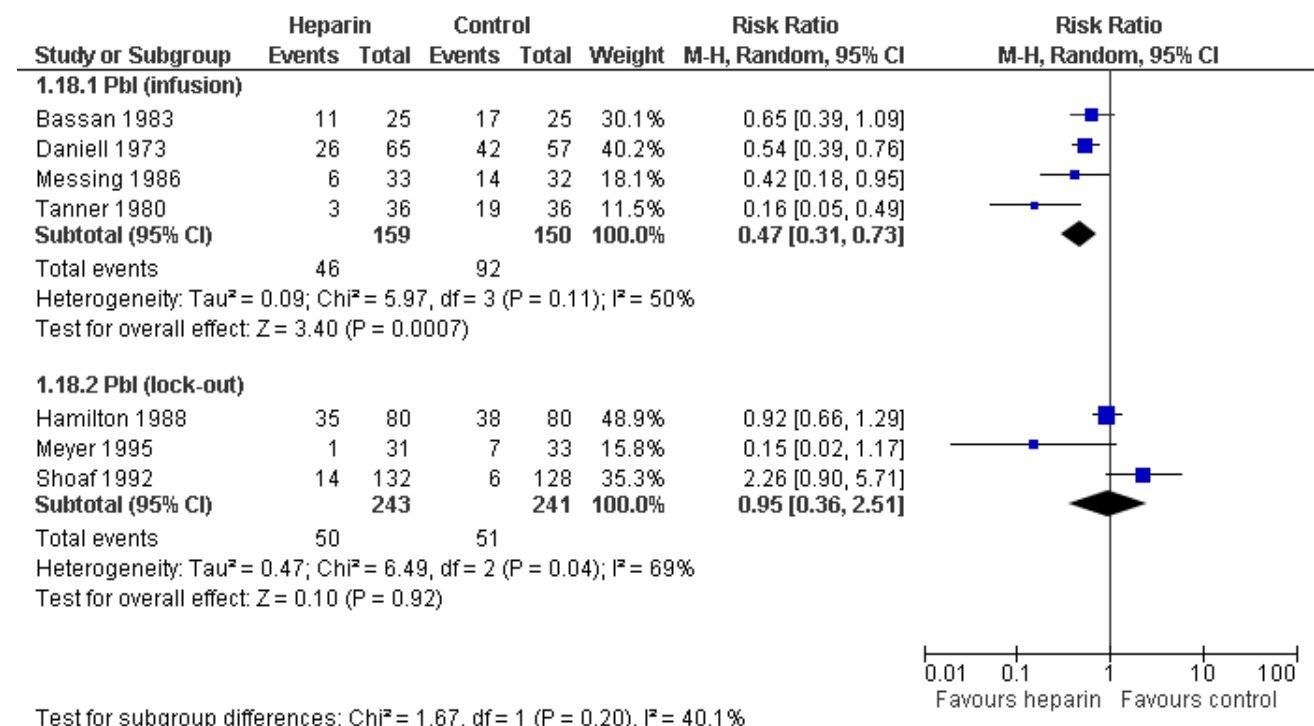 Heparin Control Risk Ratio Risk Ratio
Study or Subgroup Events Total Events Total Weight M-H, Random, 95% CI M-H, Random, 95% CI
1.18.1 Pbl (infusion)
Bassan 1983 11 25 17 25 30.1% 0.65 [0.39, 1.09]
Daniell 1973 26 65 42 57 40.2% 0.54 [0.39, 0.76]
Messing 1986 6 33 14 32 18.1% 0.42 [0.18, 0.95]
Tanner 1980 3 36 19 36 11.5% 0.16 [0.05, 0.49]
Subtotal (95% CI) 159 150 100.0% 0.47 [0.31, 0.73]
Total events 46 92
Heterogeneity: Tau² = 0.09; Chi² = 5.97, df = 3 (P = 0.11); I² = 50%
Test for overall effect: Z = 3.40 (P = 0.0007)
1.18.2 Pbl (lock-out)
Hamilton 1988 35 80 38 80 48.9% 0.92 [0.66, 1.29]
Meyer 1995 1 31 7 33 15.8% 0.15 [0.02, 1.17]
Shoaf 1992 14 132 6 128 35.3% 2.26 [0.90, 5.71]
Subtotal (95% CI) 243 241 100.0% 0.95 [0.36, 2.51]
Total events 50 51
Heterogeneity: Tau² = 0.47; Chi² = 6.49, df = 2 (P = 0.04); I² = 69%
Test for overall effect: Z = 0.10 (P = 0.92)
0.01 0.1 1 10 100
Favours heparin Favours control
Test for subgroup differences: Chi² = 1.67, df = 1 (P = 0.20), I² = 40.1%